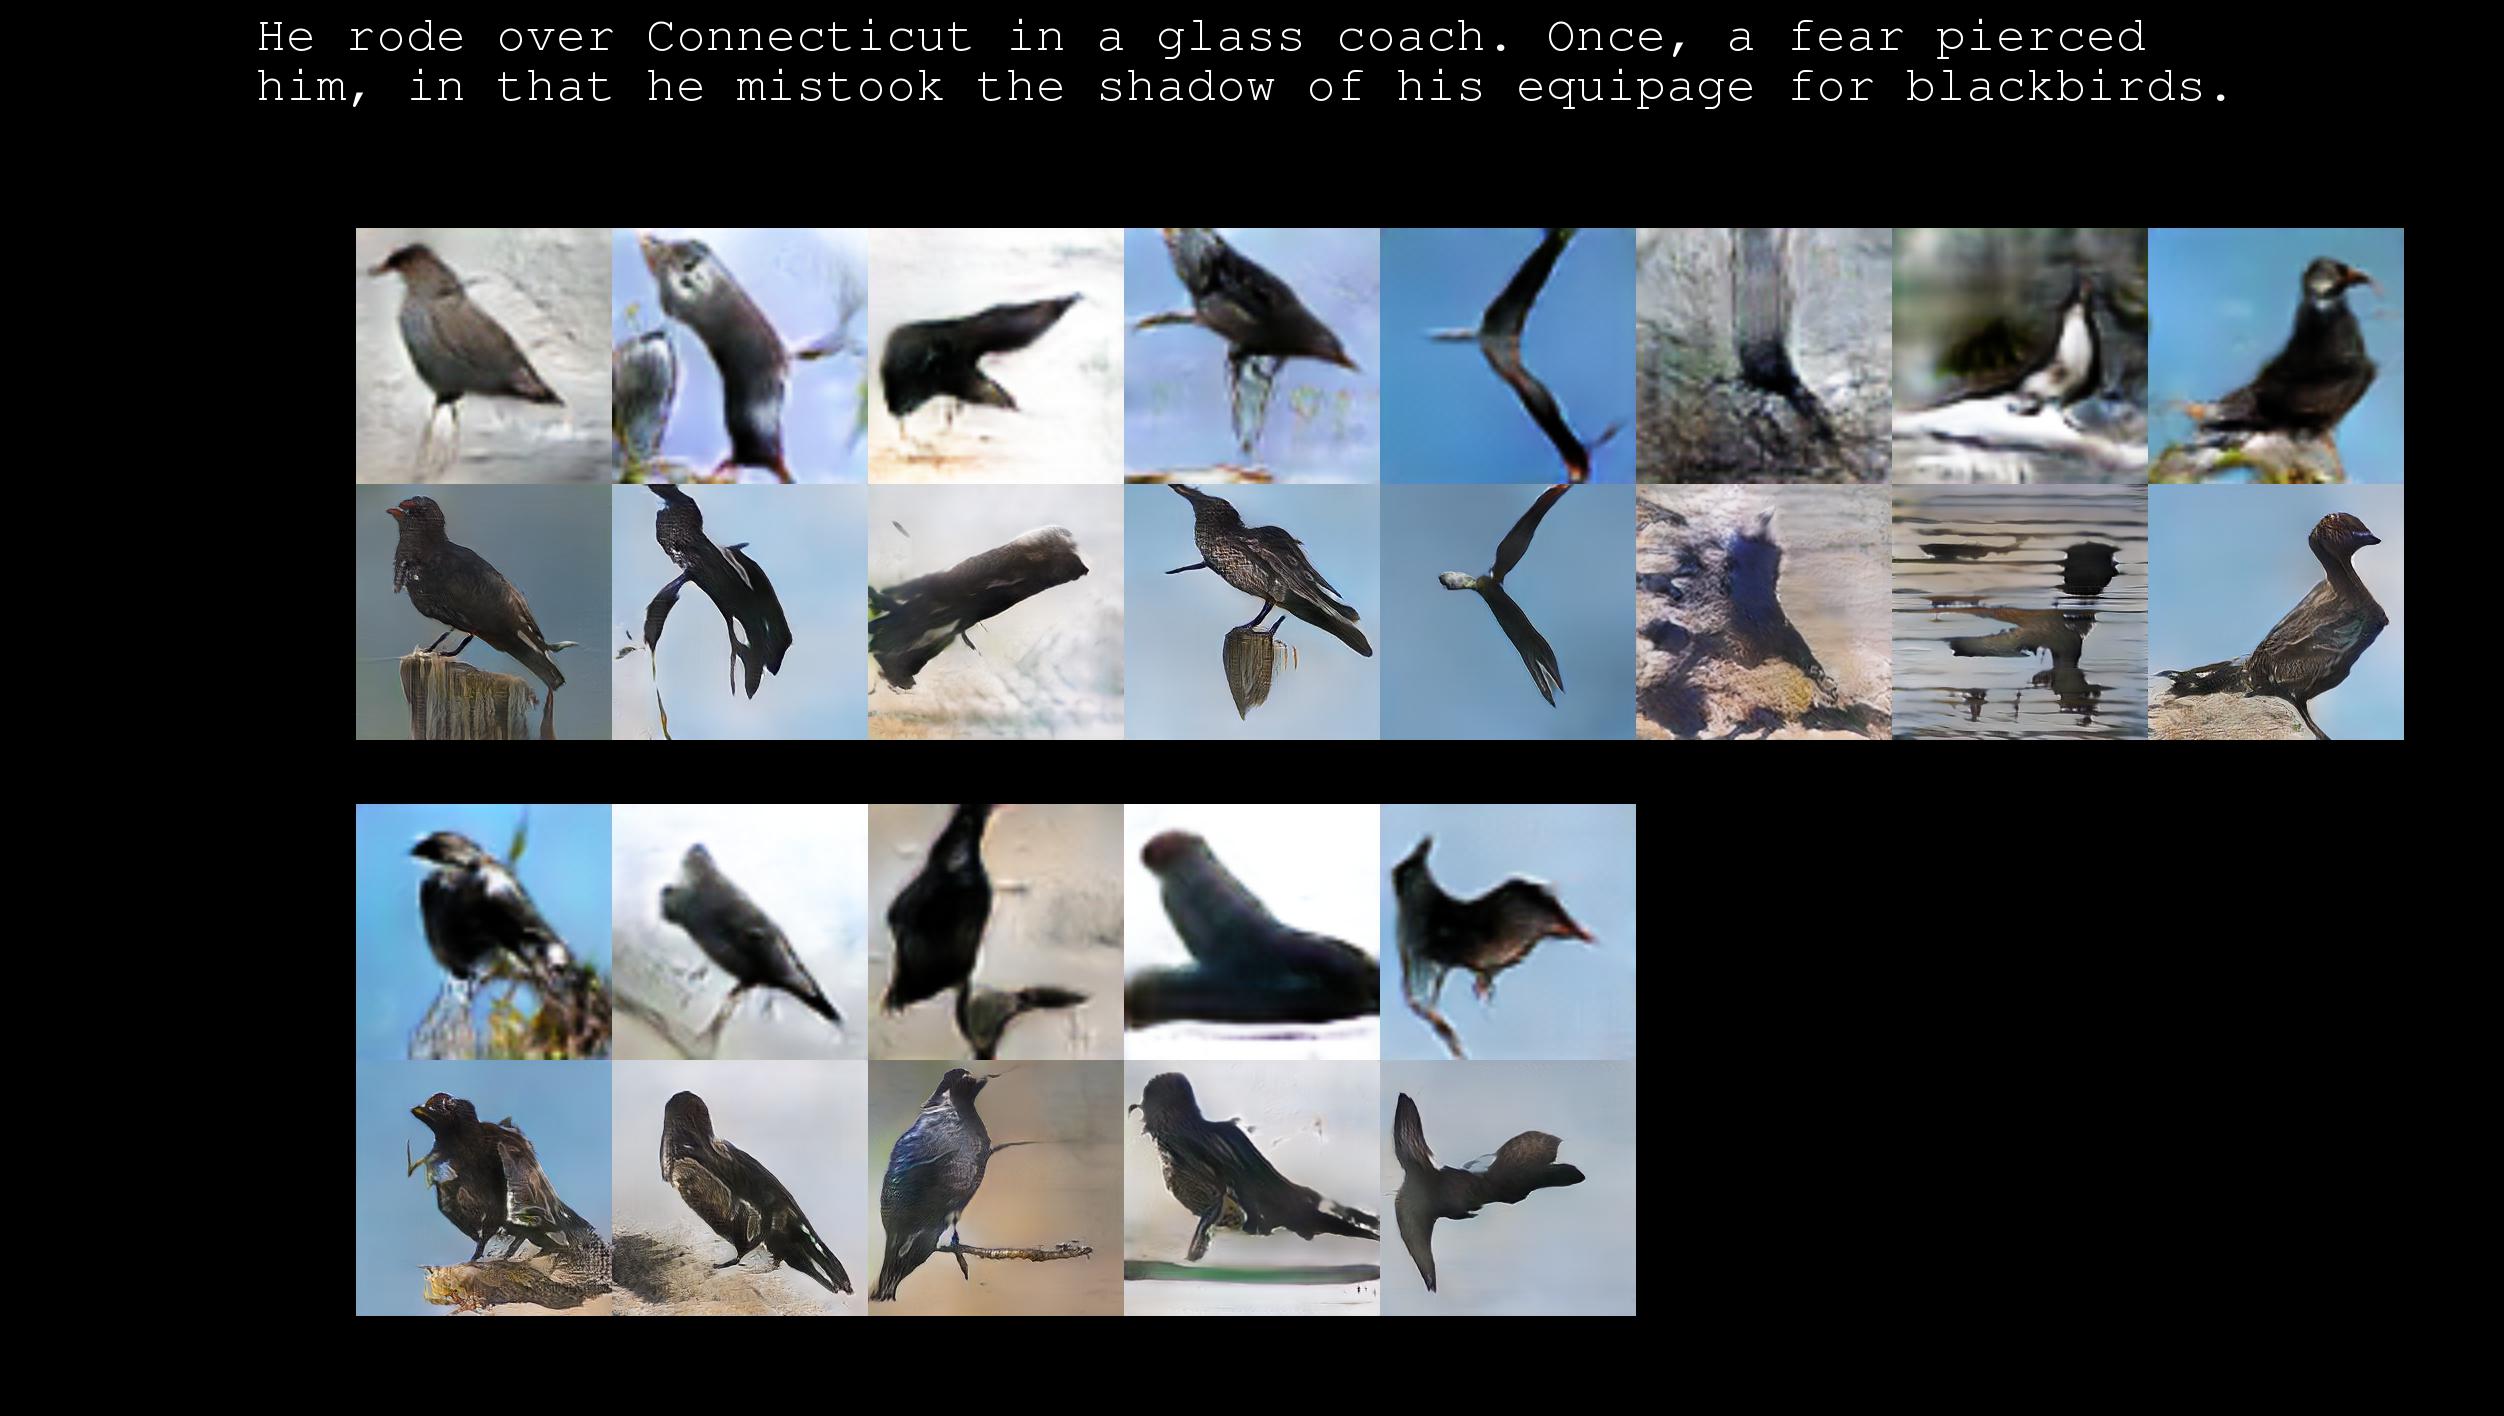 He rode over Connecticut in a glass coach. Once, a fear pierced
him, in that he mistook the shadow of his equipage for blackbirds.